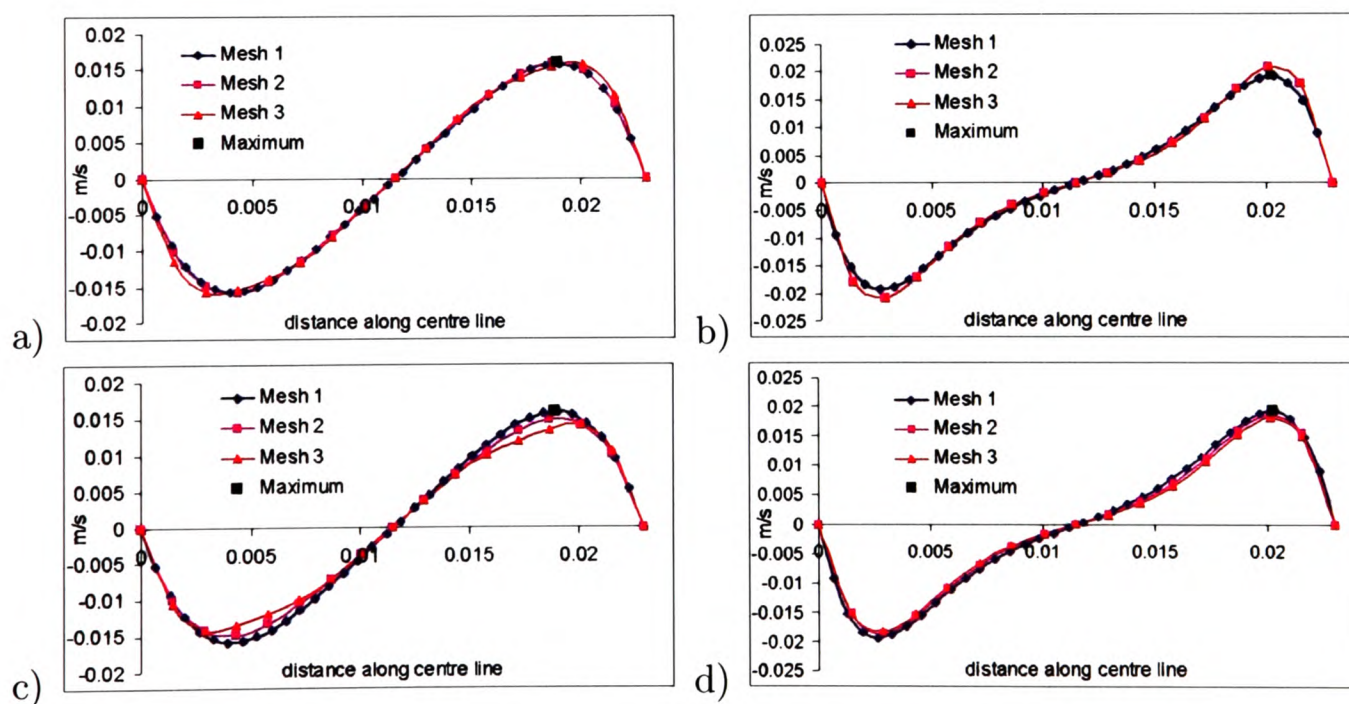 a)
0.02
0.015
0.01
0.005
0
-0.005
-0.01
-0.015
-0.02
m/s
Mesh 1
Mesh 2
Mesh 3
Maximum
0 0.005 0.01 0.015 0.02
distance along centre line
b)
0.025
0.02
0.015
0.01
0.005
0
-0.005
-0.01
-0.015
-0.02
-0.025
m/s
Mesh 1
Mesh 2
Mesh 3
Maximum
0 0.005 0.01 0.015 0.02
distance along centre line
c)
0.02
0.015
0.01
0.005
0
-0.005
-0.01
-0.015
-0.02
m/s
Mesh 1
Mesh 2
Mesh 3
Maximum
0 0.005 0.01 0.015 0.02
distance along centre line
d)
0.025
0.02
0.015
0.01
0.005
0
-0.005
-0.01
-0.015
-0.02
-0.025
m/s
Mesh 1
Mesh 2
Mesh 3
Maximum
0 0.005 0.01 0.015 0.02
distance along centre line